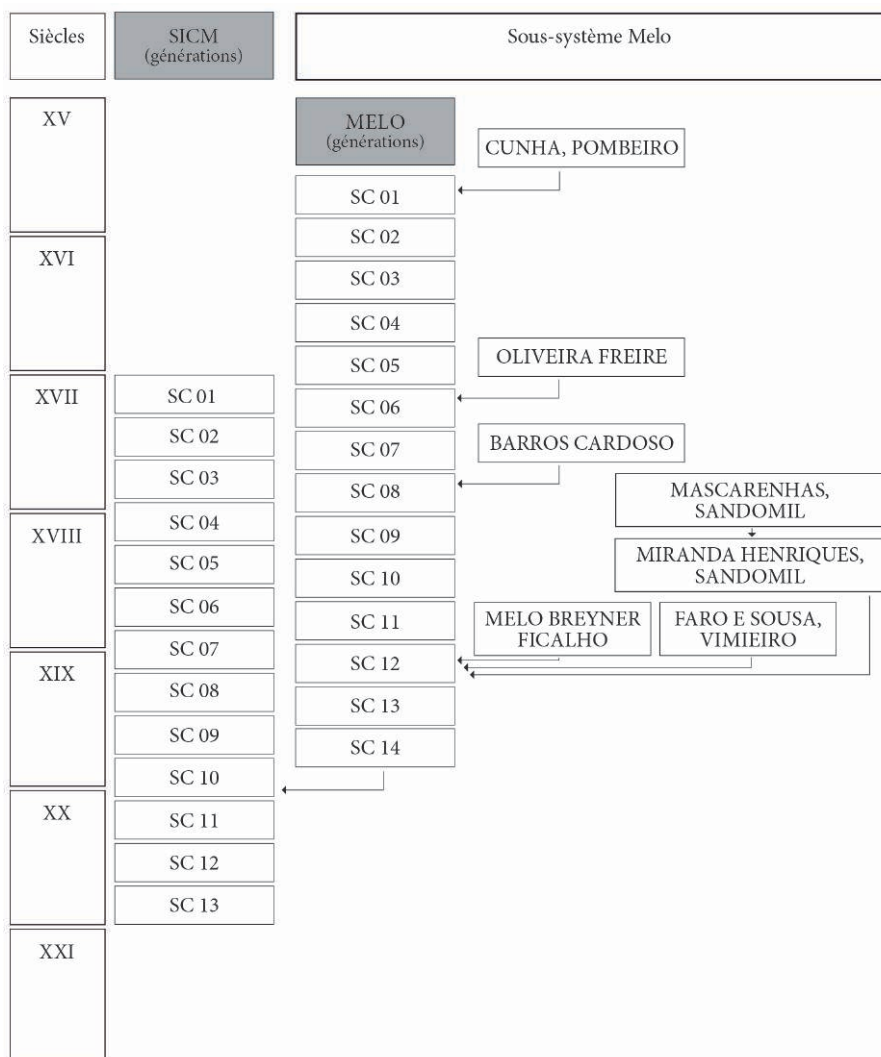 Siècles
SICM
(générations)
Sous-système Melo
XV
MELO
(générations)
CUNHA, POMBEIRO
SC 01
SC 02
XVI
SC 03
SC 04
OLIVEIRA FREIRE
SC 05
XVII
SC 01
SC 06
SC 02
SC 07
BARROS CARDOSO
SC 03
SC 08
MASCARENHAS,
SANDOMIL
XVIII
SC 04
SC 09
MIRANDA HENRIQUES,
SANDOMIL
SC 05
SC 10
SC 06
SC 11
MELO BREYNER
FICALHO
FARO E SOUSA,
VIMIEIRO
SC 07
SC 12
XIX
SC 08
SC 13
SC 09
SC 14
SC 10
XX
SC 11
SC 12
SC 13
XXI